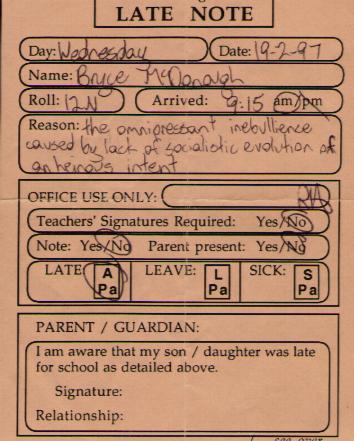 LATE NOTE
Day: Wednesday Date: 19-2-97
Name: Bryce McDonagh
Roll: 12N Arrived: 9:15 am/pm
Reason: the omnipressant inebullience
caused by lack of socialistic evolution of
an heinous intent
OFFICE USE ONLY:
Teachers' Signatures Required: Yes/No
Note: Yes/No Parent present: Yes/No
LATE: A Pa LEAVE: L Pa SICK: S Pa
PARENT / GUARDIAN:
I am aware that my son / daughter was late
for school as detailed above.
Signature:
Relationship: